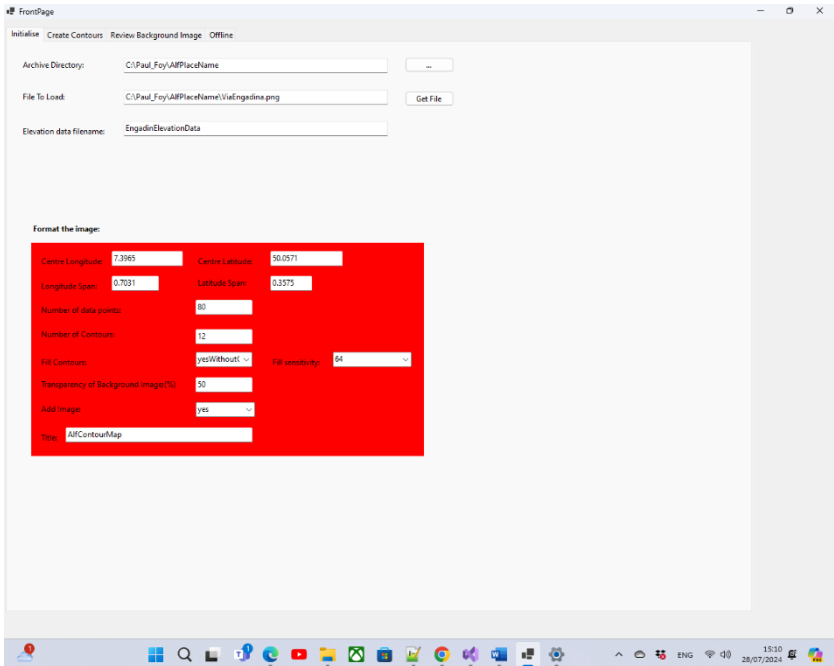 FrontPage
Initialise Create Contours Review Background Image Offline
Archive Directory: C:\Paul_Foy\AlfPlaceName ...
File To Load: C:\Paul_Foy\AlfPlaceName\ViaEngadina.png Get File
Elevation data filename: EngadinElevationData
Format the image:
Centre Longitude: 7.3965 Centre Latitude: 50.0571
Longitude Span: 0.7031 Latitude Span: 0.3575
Number of data points: 80
Number of Contours: 12
Fill Contours: yesWithout( Fill sensitivity: 64
Transparency of Background Image(%) 50
Add Image: yes
Title: AlfContourMap
ENG 15:10
28/07/2024